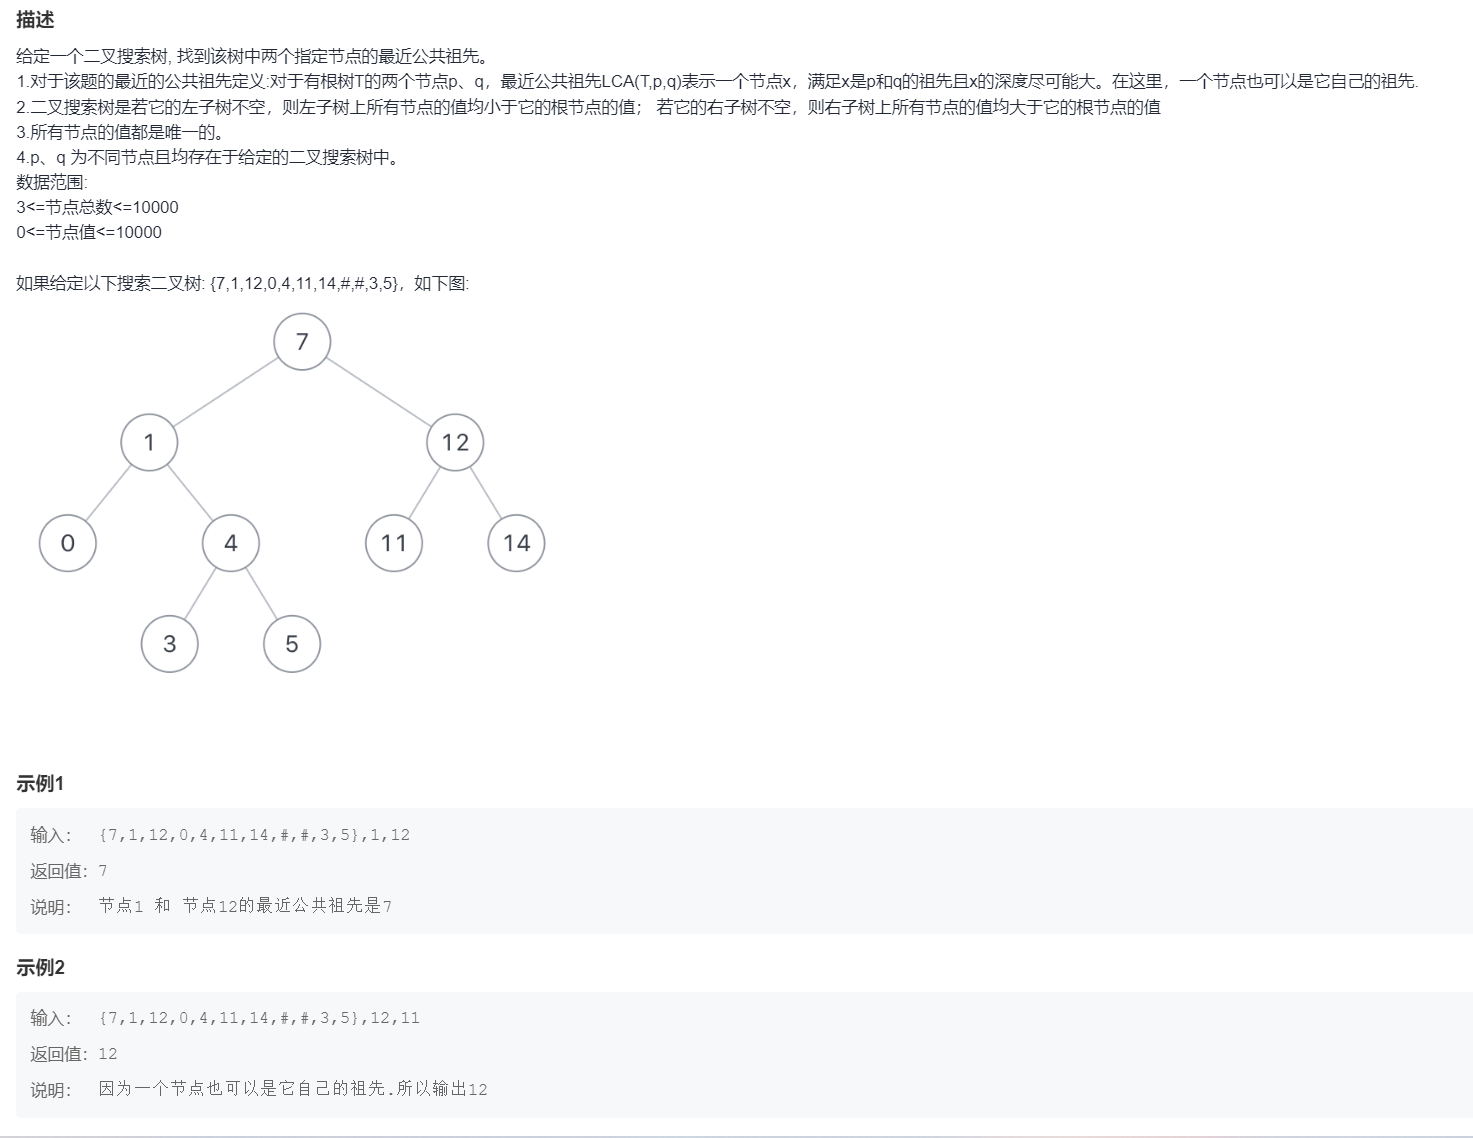 描述
给定一个二叉搜索树, 找到该树中两个指定节点的最近公共祖先。
1.对于该题的最近的公共祖先定义:对于有根树T的两个节点p、q，最近公共祖先LCA(T,p,q)表示一个节点x，满足x是p和q的祖先且x的深度尽可能大。在这里，一个节点也可以是它自己的祖先.
2.二叉搜索树是若它的左子树不空，则左子树上所有节点的值均小于它的根节点的值； 若它的右子树不空，则右子树上所有节点的值均大于它的根节点的值
3.所有节点的值都是唯一的。
4.p、q 为不同节点且均存在于给定的二叉搜索树中。
数据范围:
3<=节点总数<=10000
0<=节点值<=10000
如果给定以下搜索二叉树: {7,1,12,0,4,11,14,#,#,3,5}，如下图:
7
1 12
0 4 11 14
3 5
示例1
输入： {7,1,12,0,4,11,14,#,#,3,5},1,12
返回值：7
说明： 节点1 和 节点12的最近公共祖先是7
示例2
输入： {7,1,12,0,4,11,14,#,#,3,5},12,11
返回值：12
说明： 因为一个节点也可以是它自己的祖先.所以输出12